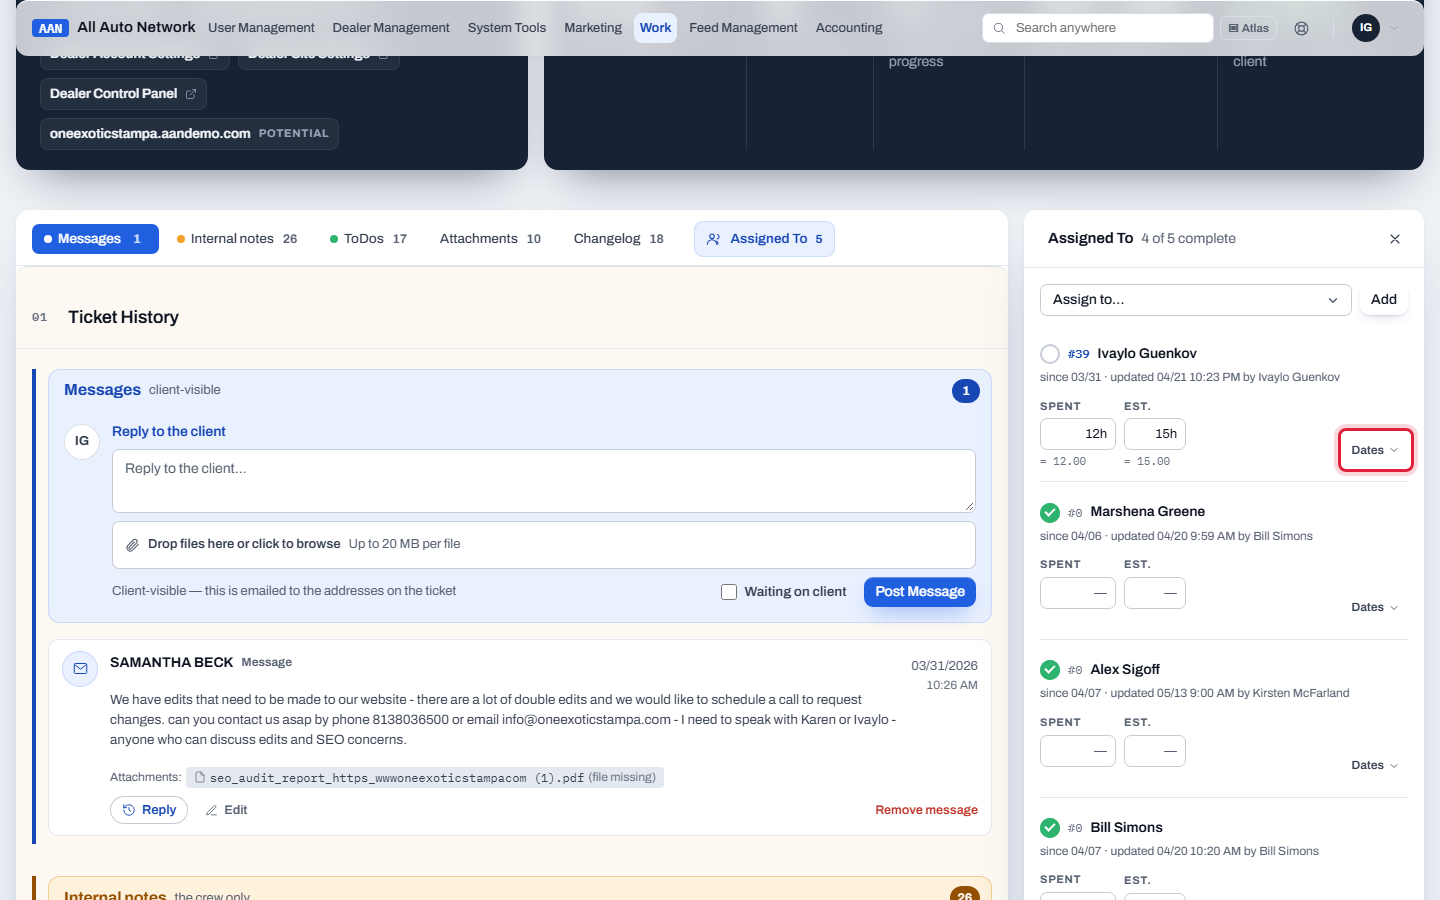 AAN All Auto Network User Management Dealer Management System Tools Marketing Work Feed Management Accounting Search anywhere Atlas IG
Dealer Account Settings Dealer Site Settings
progress
client
Dealer Control Panel
oneexoticstampa.aandemo.com POTENTIAL
Messages 1 Internal notes 26 ToDos 17 Attachments 10 Changelog 18 Assigned To 5
01 Ticket History
Messages client-visible 1
IG Reply to the client
Reply to the client...
Drop files here or click to browse Up to 20 MB per file
Client-visible — this is emailed to the addresses on the ticket Waiting on client Post Message
SAMANTHA BECK Message 03/31/2026
10:26 AM
We have edits that need to be made to our website - there are a lot of double edits and we would like to schedule a call to request
changes. can you contact us asap by phone 8138036500 or email info@oneexoticstampa.com - I need to speak with Karen or Ivaylo -
anyone who can discuss edits and SEO concerns.
Attachments: seo_audit_report_https_wwwoneexoticstampacom (1).pdf (file missing)
Reply Edit Remove message
Internal notes the crew only 26
Assigned To 4 of 5 complete
Assign to... Add
#39 Ivaylo Guenkov
since 03/31 · updated 04/21 10:23 PM by Ivaylo Guenkov
SPENT EST.
12h 15h
Dates
= 12.00 = 15.00
#0 Marshena Greene
since 04/06 · updated 04/20 9:59 AM by Bill Simons
SPENT EST.
— —
Dates
#0 Alex Sigoff
since 04/07 · updated 05/13 9:00 AM by Kirsten McFarland
SPENT EST.
— —
Dates
#0 Bill Simons
since 04/07 · updated 04/20 10:20 AM by Bill Simons
SPENT EST.